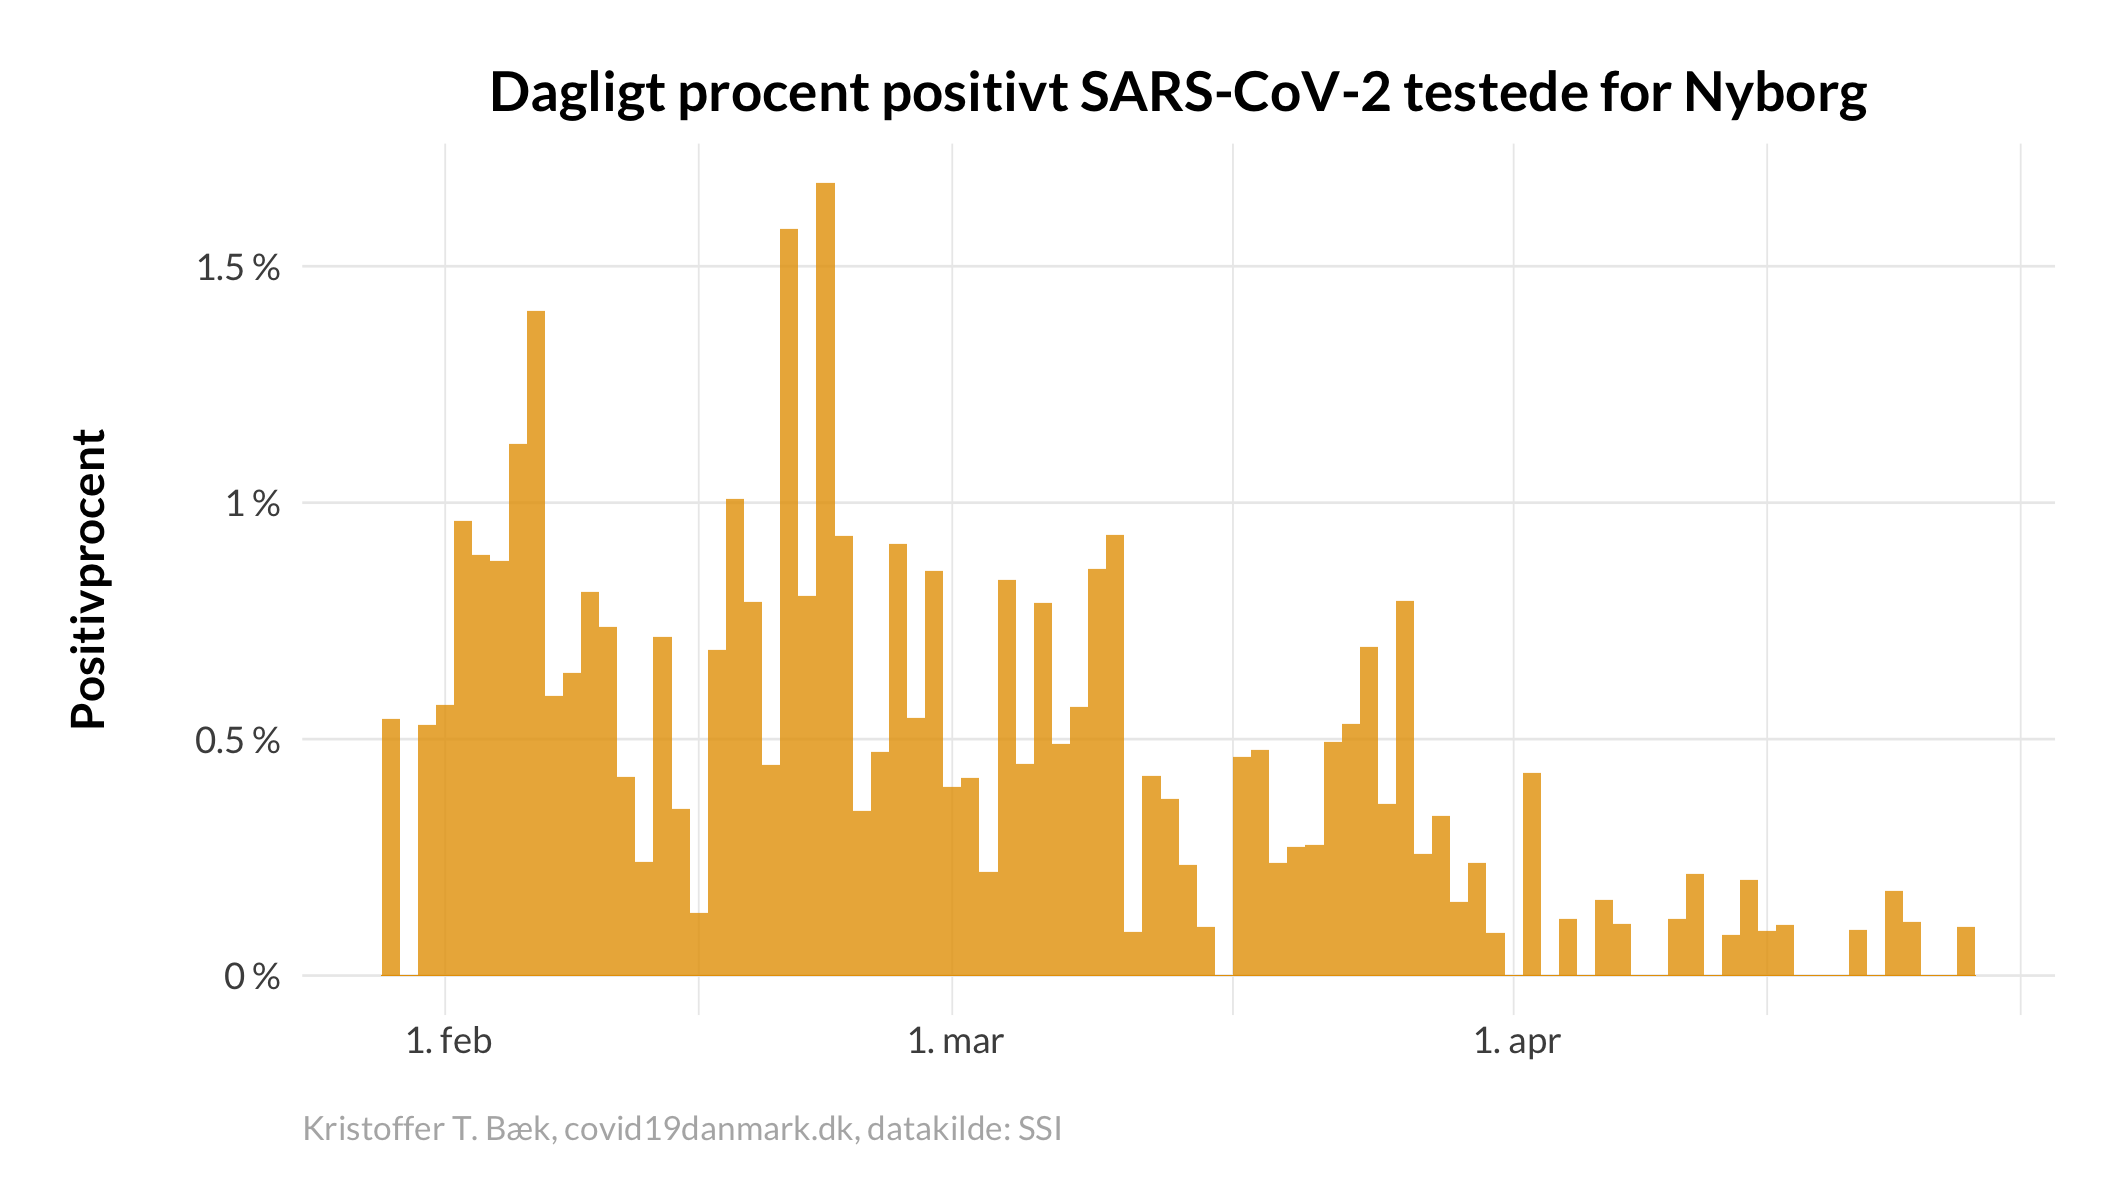 Dagligt procent positivt SARS-CoV-2 testede for Nyborg
Positivprocent
1.5 %
1 %
0.5 %
0 %
1. feb
1. mar
1. apr
Kristoffer T. Bæk, covid19danmark.dk, datakilde: SSI